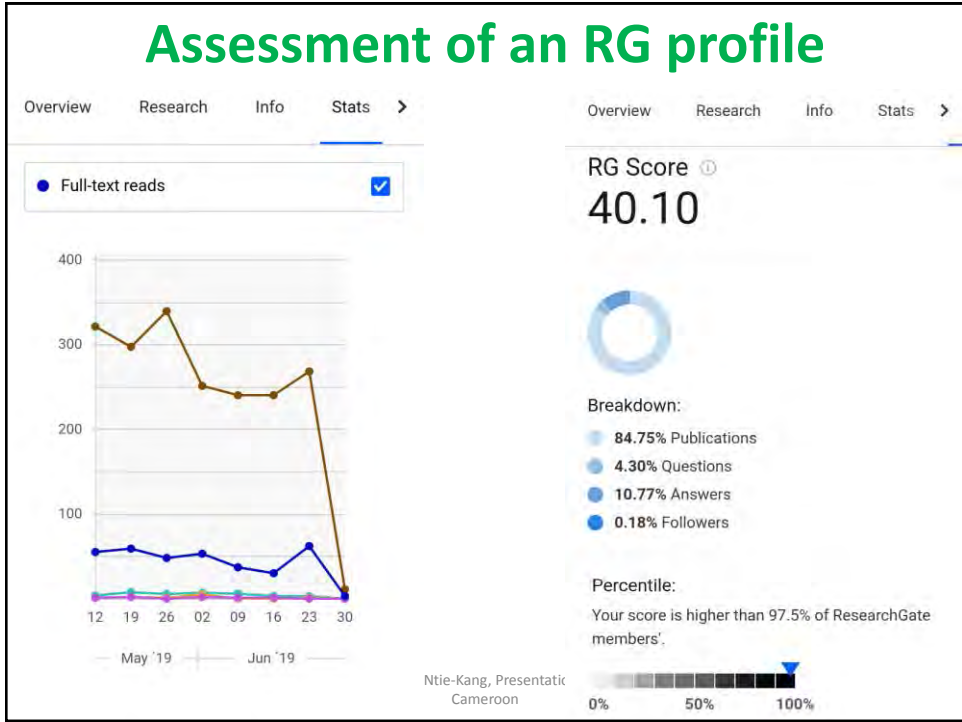 Assessment of an RG profile
Overview Research Info Stats >
Full-text reads
400
300
200
100
12 19 26 02 09 16 23 30
May '19 Jun '19
Overview Research Info Stats >
RG Score
40.10
Breakdown:
84.75% Publications
4.30% Questions
10.77% Answers
0.18% Followers
Percentile:
Your score is higher than 97.5% of ResearchGate
members'.
0% 50% 100%
Ntie-Kang, Presentatic
Cameroon